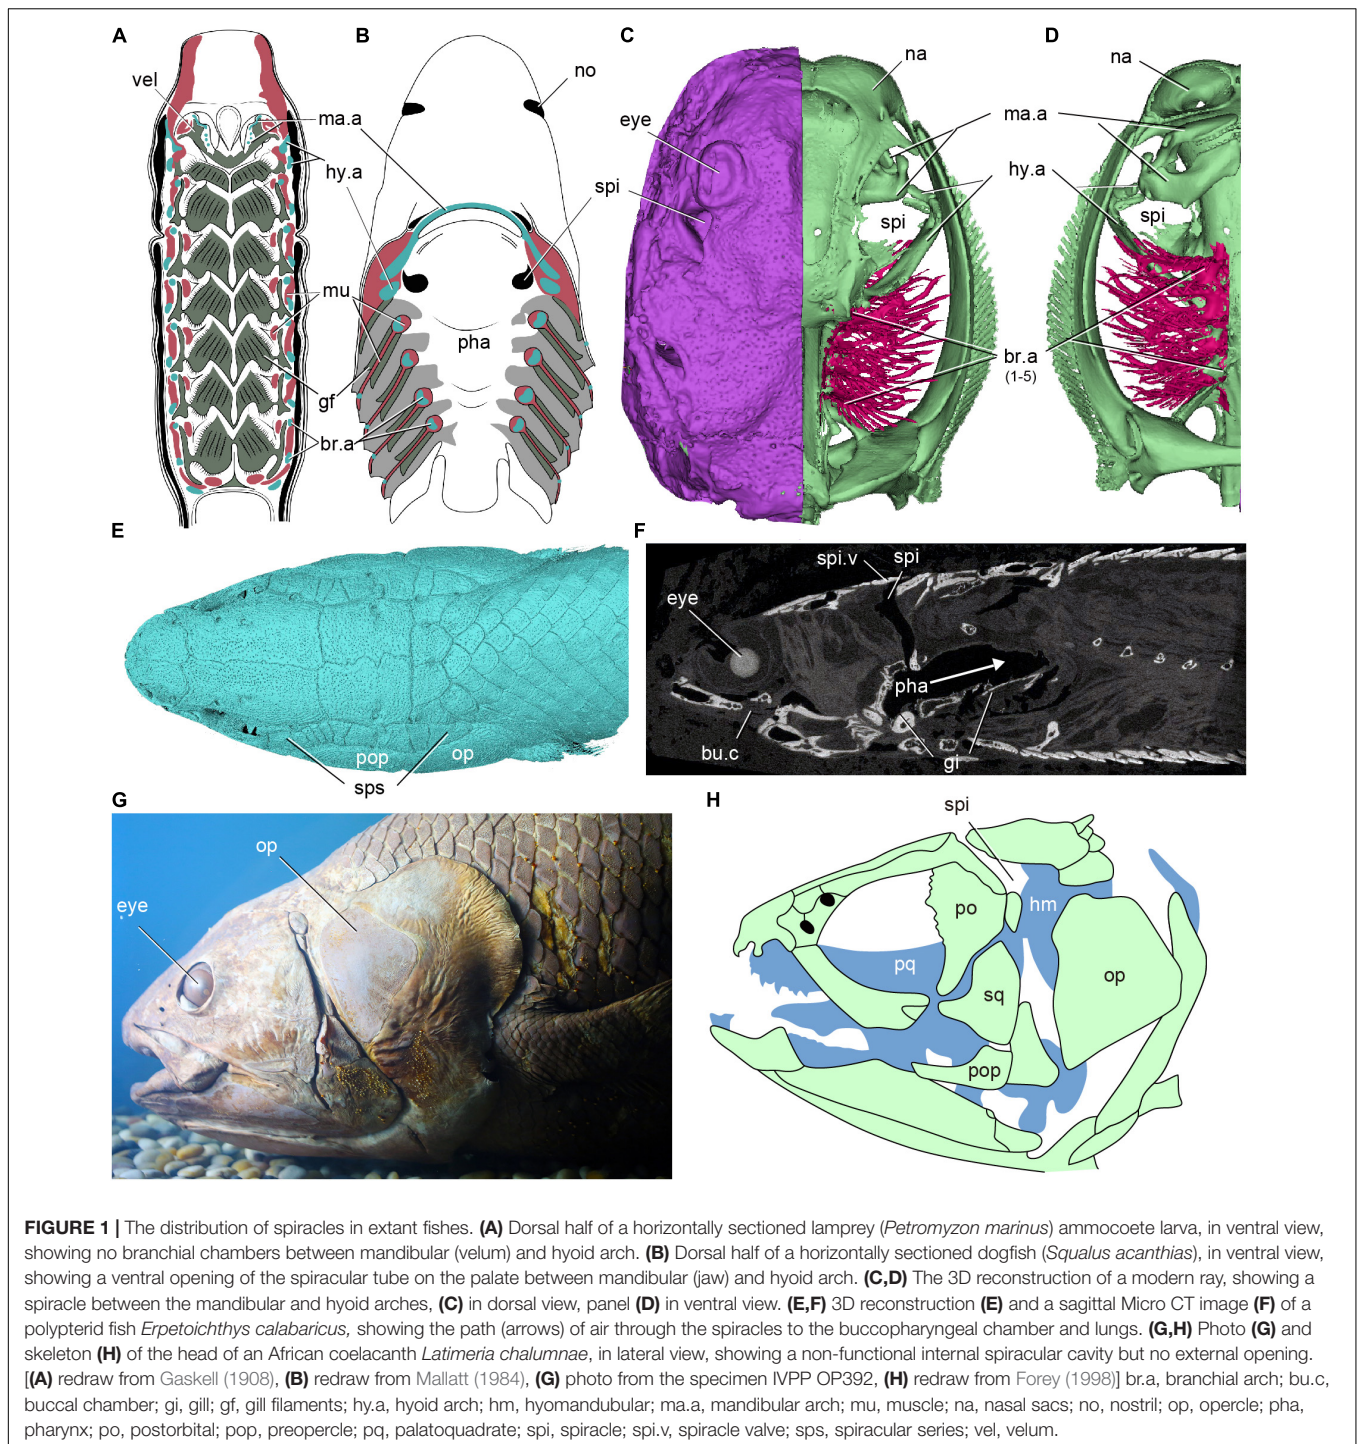 A
B
C
D
vel
no
na
na
ma.a
eye
ma.a
hy.a
spi
hy.a
spi
spi
mu
pha
br.a
(1-5)
gf
br.a
E
F
spi.v
spi
eye
pha
pop
op
bu.c
gi
sps
G
H
spi
op
eye
po
hm
pq
sq
op
pop
FIGURE 1 | The distribution of spiracles in extant fishes. (A) Dorsal half of a horizontally sectioned lamprey (Petromyzon marinus) ammocoete larva, in ventral view,
showing no branchial chambers between mandibular (velum) and hyoid arch. (B) Dorsal half of a horizontally sectioned dogfish (Squalus acanthias), in ventral view,
showing a ventral opening of the spiracular tube on the palate between mandibular (jaw) and hyoid arch. (C,D) The 3D reconstruction of a modern ray, showing a
spiracle between the mandibular and hyoid arches, (C) in dorsal view, panel (D) in ventral view. (E,F) 3D reconstruction (E) and a sagittal Micro CT image (F) of a
polypterid fish Erpetoichthys calabaricus, showing the path (arrows) of air through the spiracles to the buccopharyngeal chamber and lungs. (G,H) Photo (G) and
skeleton (H) of the head of an African coelacanth Latimeria chalumnae, in lateral view, showing a non-functional internal spiracular cavity but no external opening.
[(A) redraw from Gaskell (1908), (B) redraw from Mallatt (1984), (G) photo from the specimen IVPP OP392, (H) redraw from Forey (1998)] br.a, branchial arch; bu.c,
buccal chamber; gi, gill; gf, gill filaments; hy.a, hyoid arch; hm, hyomandubular; ma.a, mandibular arch; mu, muscle; na, nasal sacs; no, nostril; op, opercle; pha,
pharynx; po, postorbital; pop, preopercle; pq, palatoquadrate; spi, spiracle; spi.v, spiracle valve; sps, spiracular series; vel, velum.